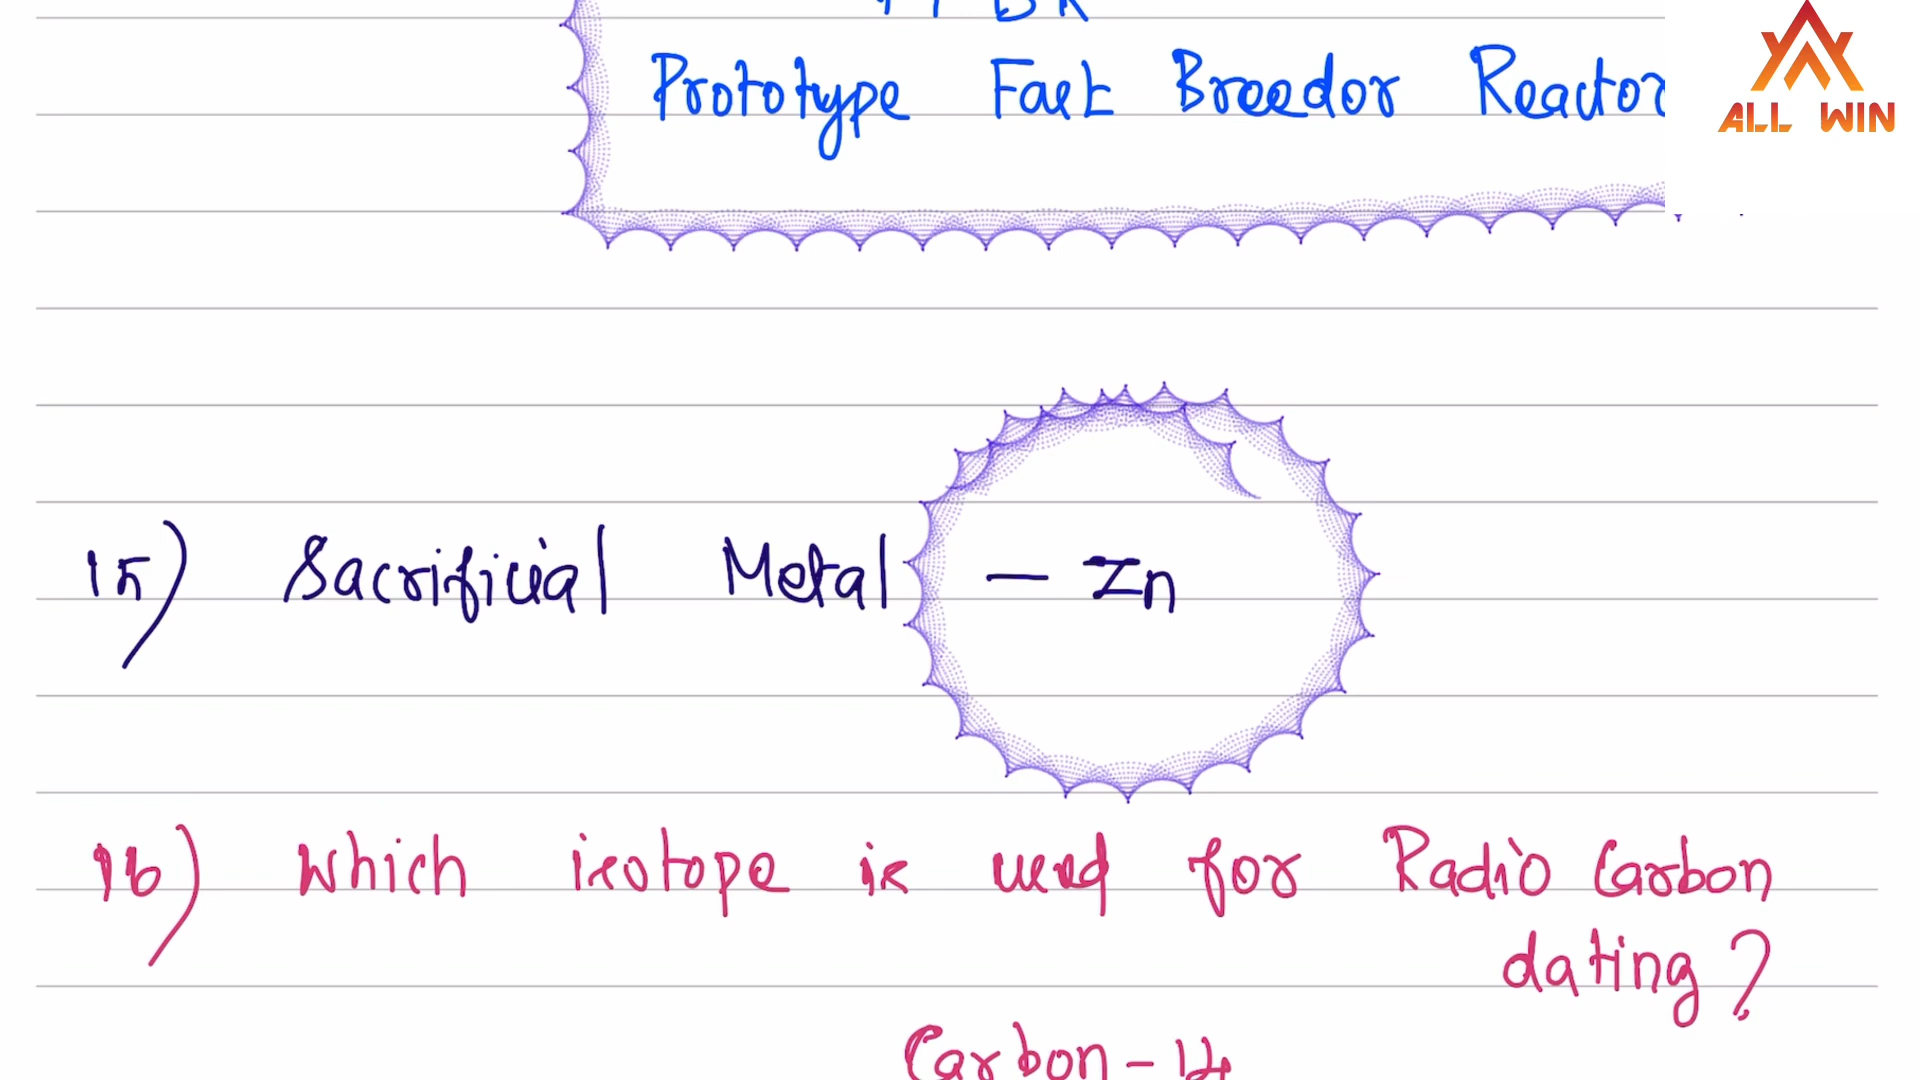 Prototype Fast Breedor Reactor
ALL WIN
15) Sacrificial Metal - Zn
16) Which isotope is used for Radio Carbon
dating?
Carbon-14